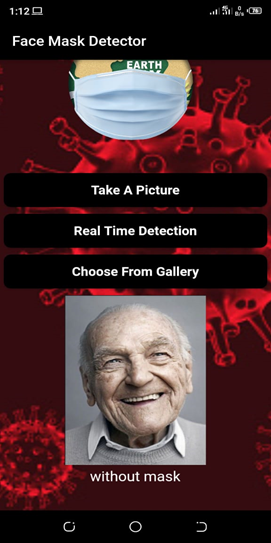 1:12
Face Mask Detector
EARTH
Take A Picture
Real Time Detection
Choose From Gallery
without mask